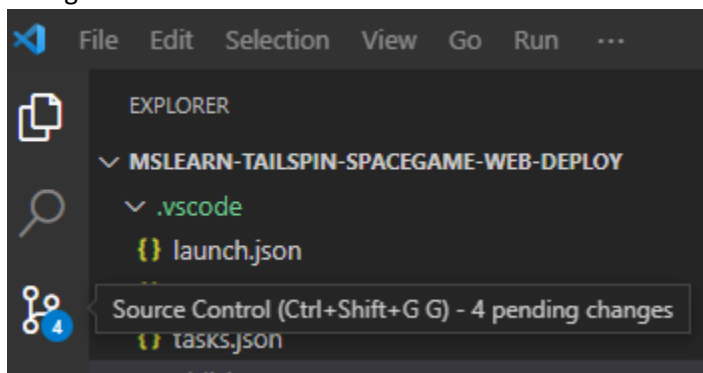 File Edit Selection View Go Run ...
EXPLORER
MSLEARN-TAILSPIN-SPACEGAME-WEB-DEPLOY
.vscode
{} launch.json
Source Control (Ctrl+Shift+G G) - 4 pending changes
4
{} tasks.json